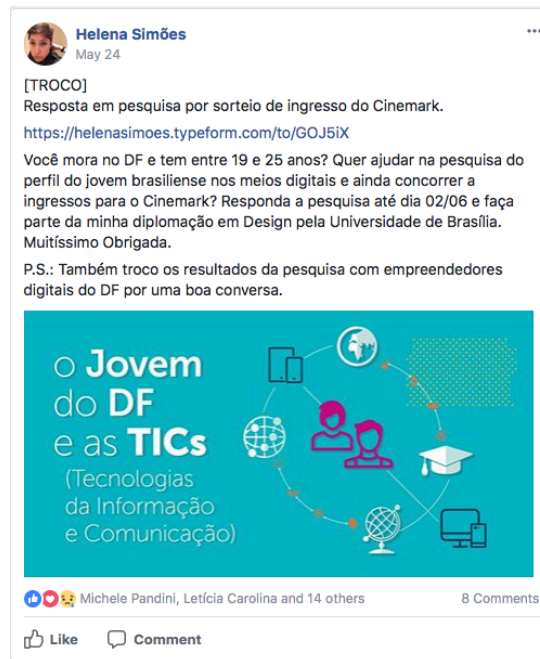 Helena Simões
May 24
[TROCO]
Resposta em pesquisa por sorteio de ingresso do Cinemark.
https://helenasimoes.typeform.com/to/GOJ5iX
Você mora no DF e tem entre 19 e 25 anos? Quer ajudar na pesquisa do
perfil do jovem brasiliense nos meios digitais e ainda concorrer a
ingressos para o Cinemark? Responda a pesquisa até dia 02/06 e faça
parte da minha diplomação em Design pela Universidade de Brasília.
Muitíssimo Obrigada.
P.S.: Também troco os resultados da pesquisa com empreendedores
digitais do DF por uma boa conversa.
o Jovem
do DF
e as TICs
(Tecnologias
da Informação
e Comunicação)
Michele Pandini, Letícia Carolina and 14 others
8 Comments
Like
Comment